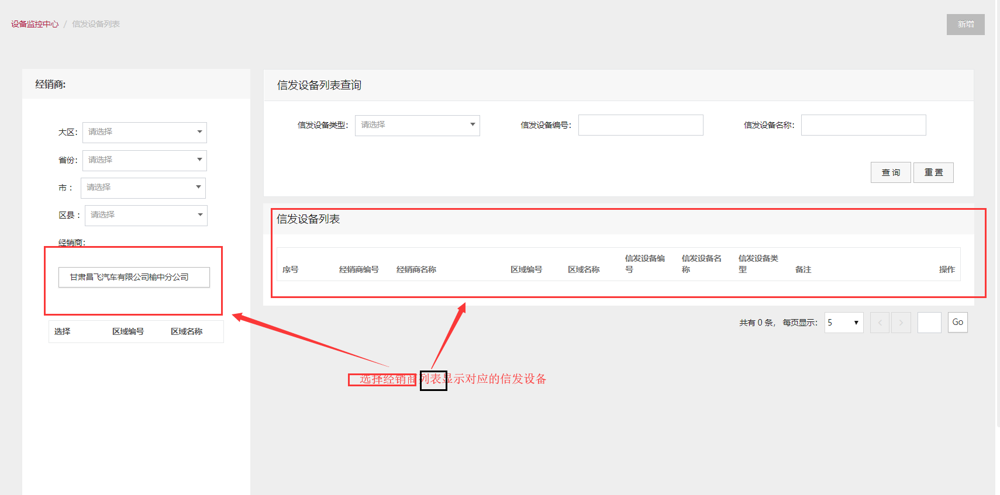 设备监控中心 / 信发设备列表
新增
经销商:
大区: 请选择
省份: 请选择
市: 请选择
区县: 请选择
经销商:
甘肃昌飞汽车有限公司榆中分公司
选择 区域编号 区域名称
信发设备列表查询
信发设备类型: 请选择 信发设备编号: 信发设备名称:
查 询 重 置
信发设备列表
序号 经销商编号 经销商名称 区域编号 区域名称 信发设备编号 信发设备名称 信发设备类型 备注 操作
共有 0 条, 每页显示: 5 < > Go
选择经销商列表显示对应的信发设备